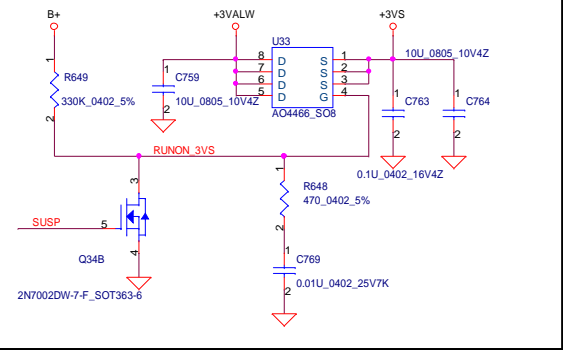 B+
+3VALW
+3VS
U33
1
R649
330K_0402_5%
2
1
C759
2
10U_0805_10V4Z
8
7
6
5
D
D
D
D
S
S
S
G
1
2
3
4
AO4466_SO8
10U_0805_10V4Z
1
C763
2
1
C764
2
0.1U_0402_16V4Z
RUNON_3VS
3
SUSP
5
4
Q34B
2N7002DW-7-F_SOT363-6
1
R648
470_0402_5%
2
1
C769
0.01U_0402_25V7K
2